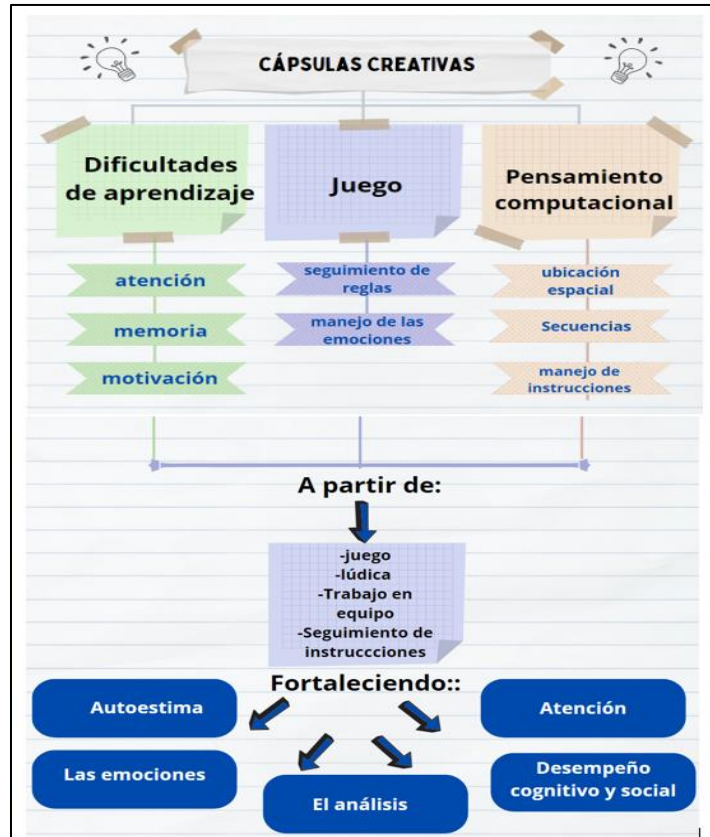 CÁPSULAS CREATIVAS
Dificultades
de aprendizaje
atención
memoria
motivación
Juego
seguimiento de
reglas
manejo de las
emociones
Pensamiento
computacional
ubicación
espacial
Secuencias
manejo de
instrucciones
A partir de:
-juego
-lúdica
-Trabajo en
equipo
-Seguimiento de
instruccciones
Fortaleciendo::
Autoestima
Atención
Las emociones
El análisis
Desempeño
cognitivo y social